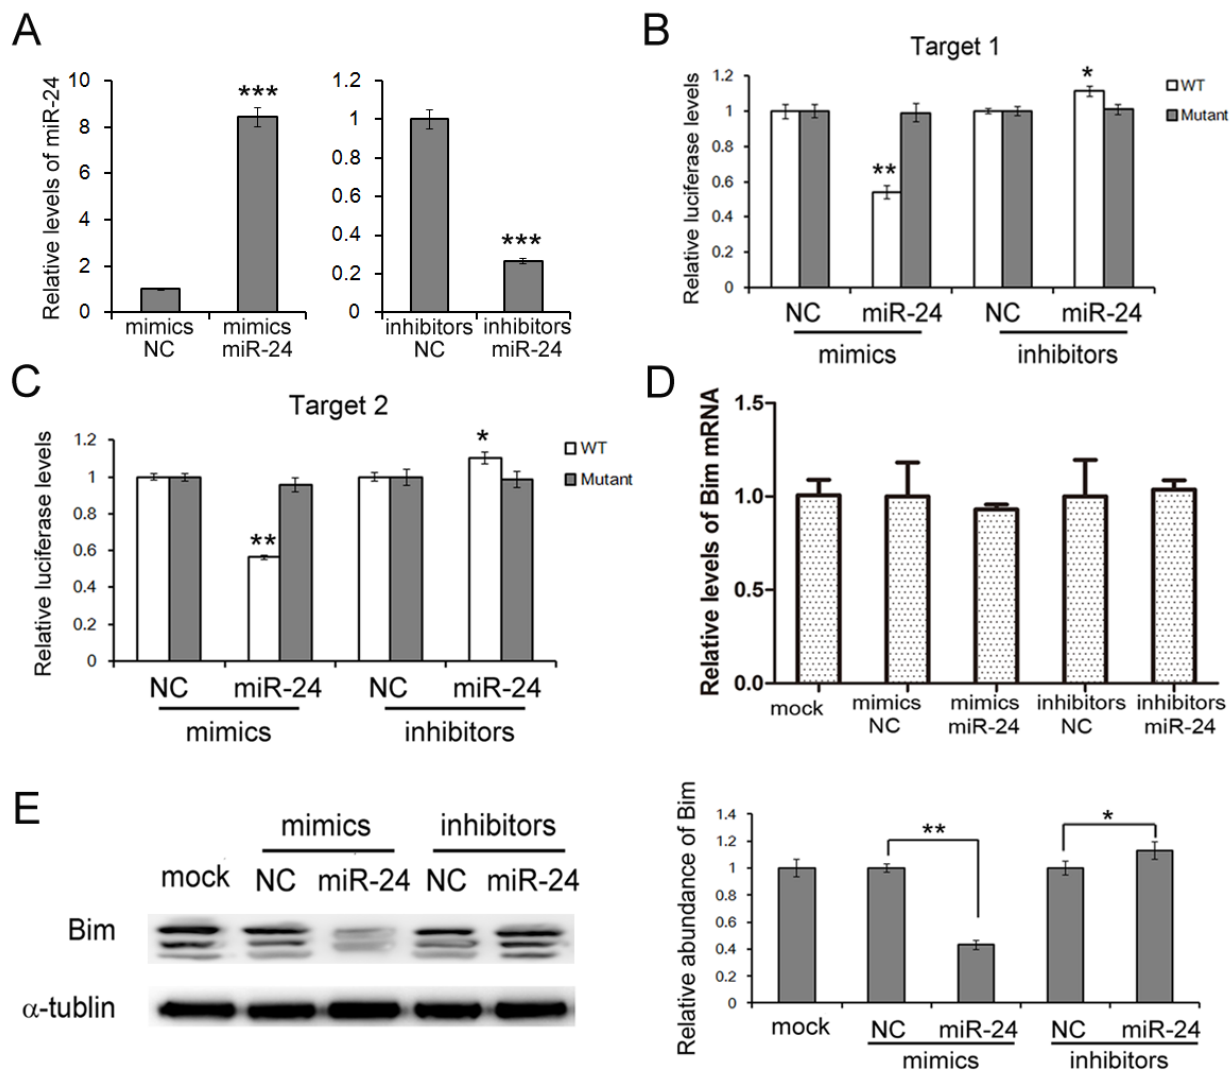 A
Relative levels of miR-24
10
8
6
4
2
0
***
mimics NC
mimics miR-24
1.2
1
0.8
0.6
0.4
0.2
0
***
inhibitors NC
inhibitors miR-24
B
Target 1
Relative luciferase levels
1.2
1
0.8
0.6
0.4
0.2
0
**
*
WT
Mutant
NC miR-24 NC miR-24
mimics inhibitors
C
Target 2
Relative luciferase levels
1.2
1
0.8
0.6
0.4
0.2
0
**
*
WT
Mutant
NC miR-24 NC miR-24
mimics inhibitors
D
Relative levels of Bim mRNA
1.5
1.0
0.5
0.0
mock
mimics NC
mimics miR-24
inhibitors NC
inhibitors miR-24
E
mimics inhibitors
mock NC miR-24 NC miR-24
Bim
α-tublin
Relative abundance of Bim
1.4
1.2
1
0.8
0.6
0.4
0.2
0
**
*
mock NC miR-24 NC miR-24
mimics inhibitors